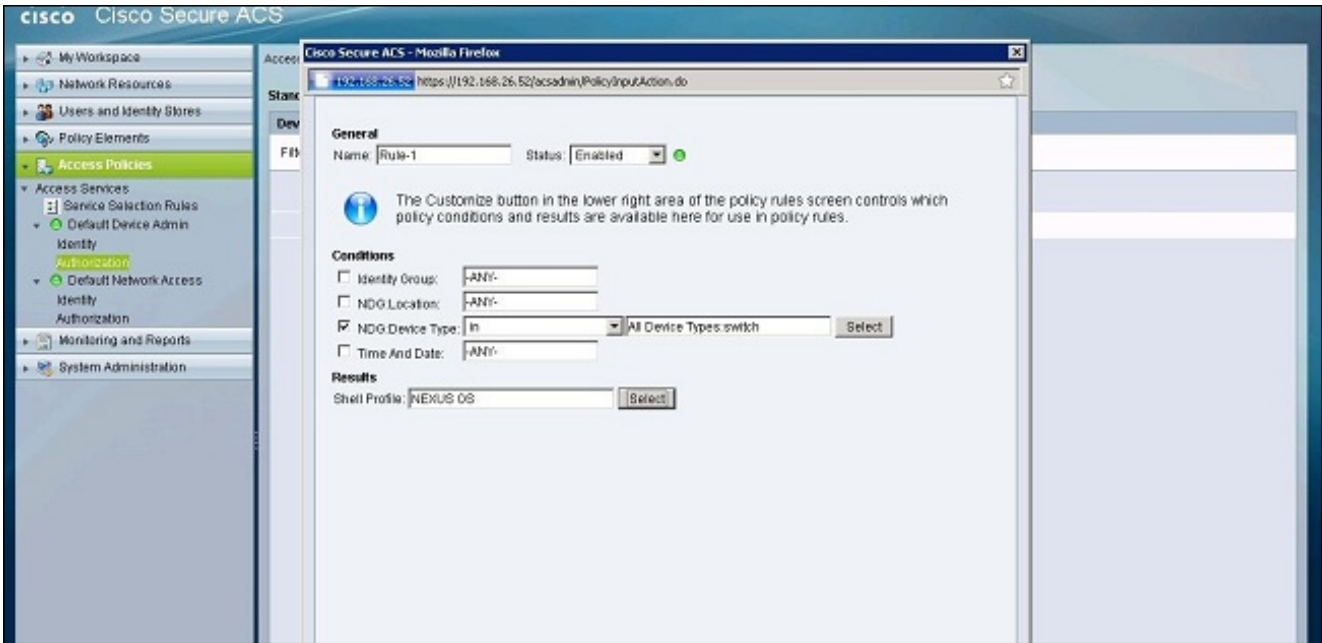 CISCO Cisco Secure ACS
My Workspace
Network Resources
Users and Identity Stores
Policy Elements
Access Policies
Access Services
Service Selection Rules
Default Device Admin
Identity
Authorization
Default Network Access
Identity
Authorization
Monitoring and Reports
System Administration
Cisco Secure ACS - Mozilla Firefox
192.168.26.52 https://192.168.26.52/acsadmin/PolicyInputAction.do
General
Name: Rule-1 Status: Enabled
The Customize button in the lower right area of the policy rules screen controls which
policy conditions and results are available here for use in policy rules.
Conditions
Identity Group: -ANY-
NDG:Location: -ANY-
NDG:Device Type: in All Device Types:switch Select
Time And Date: -ANY-
Results
Shell Profile: NEXUS OS Select